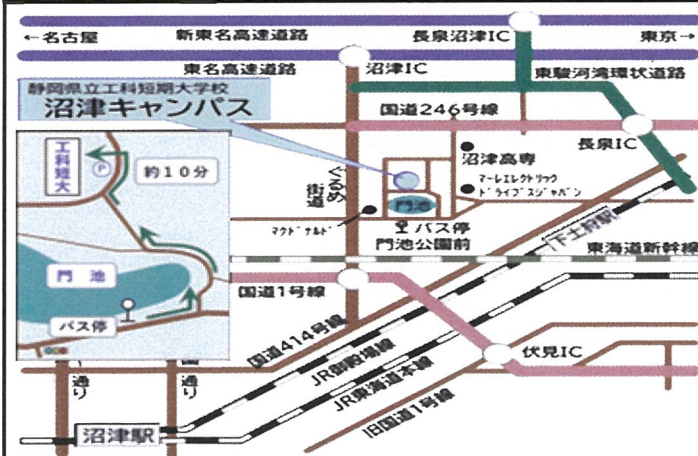 ←名古屋
新東名高速道路
長泉沼津IC
東京→
東名高速道路
沼津IC
東駿河湾環状道路
静岡県立工科短期大学校
沼津キャンパス
国道246号線
長泉IC
沼津高専
マーレエレクトリック
ドライブスジャパン
ぐるめ
街道
門池
マクドナルド
バス停
門池公園前
下土狩駅
東海道新幹線
国道1号線
工科短大
P
約10分
門池
バス停
国道414号線
JR御殿場線
JR東海道本線
旧国道1号線
伏見IC
通り
通り
沼津駅